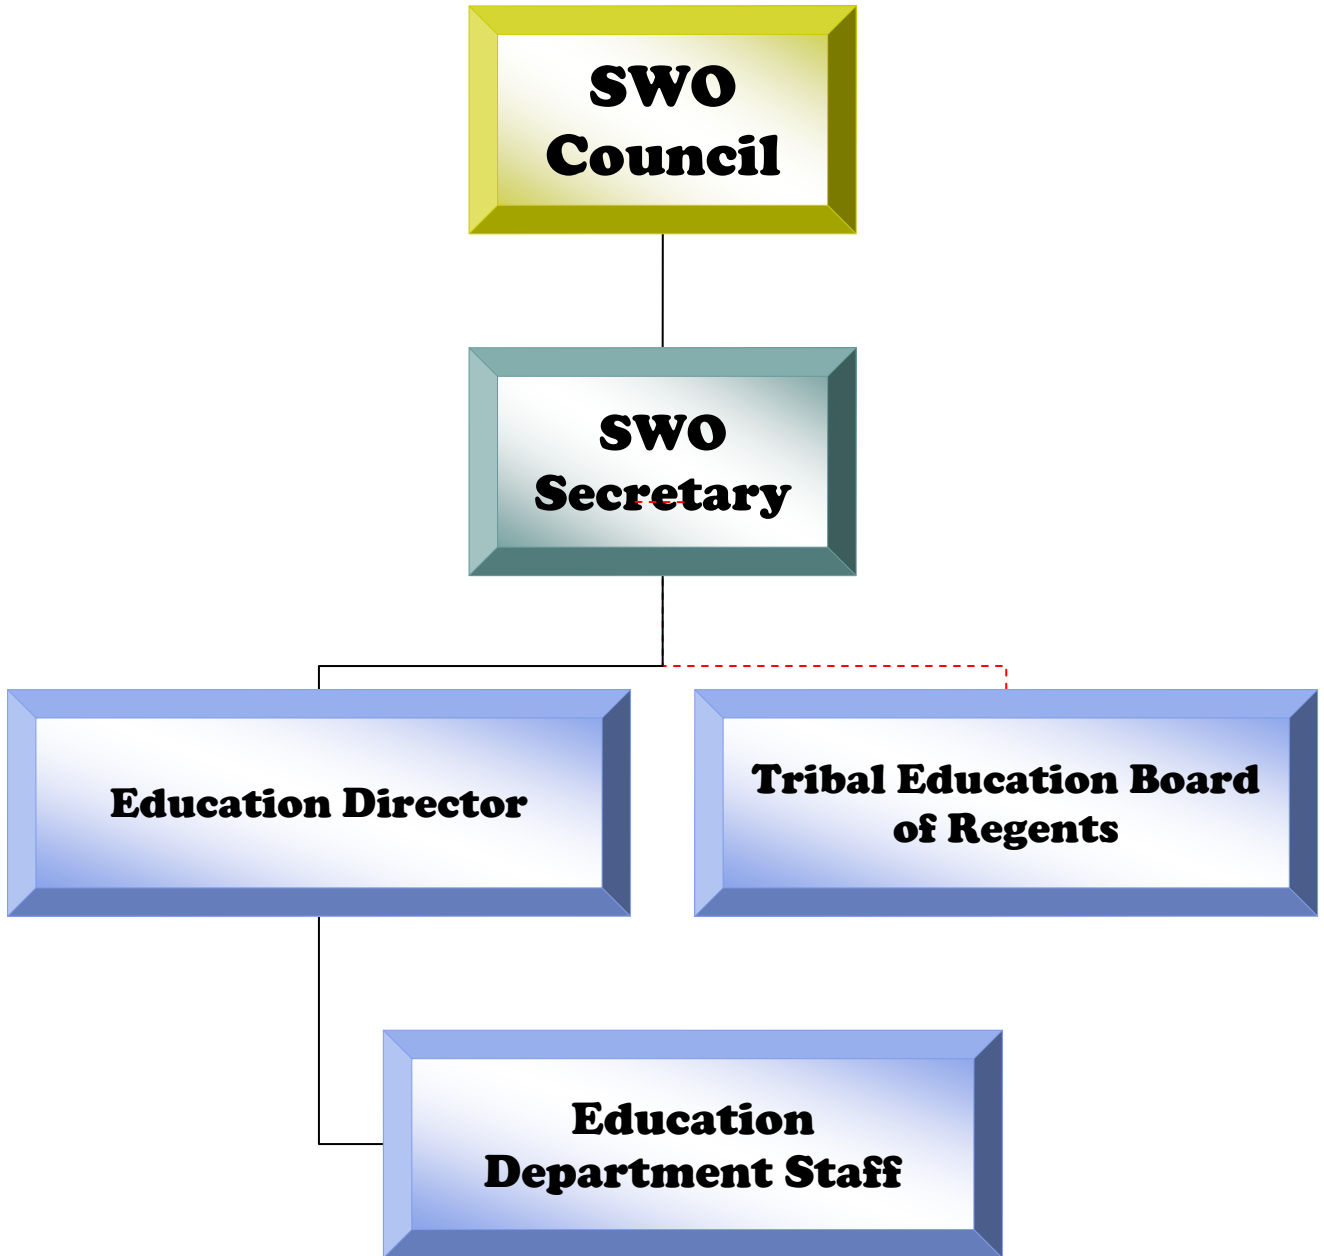 SWO
Council
SWO
Secretary
Education Director
Tribal Education Board
of Regents
Education
Department Staff